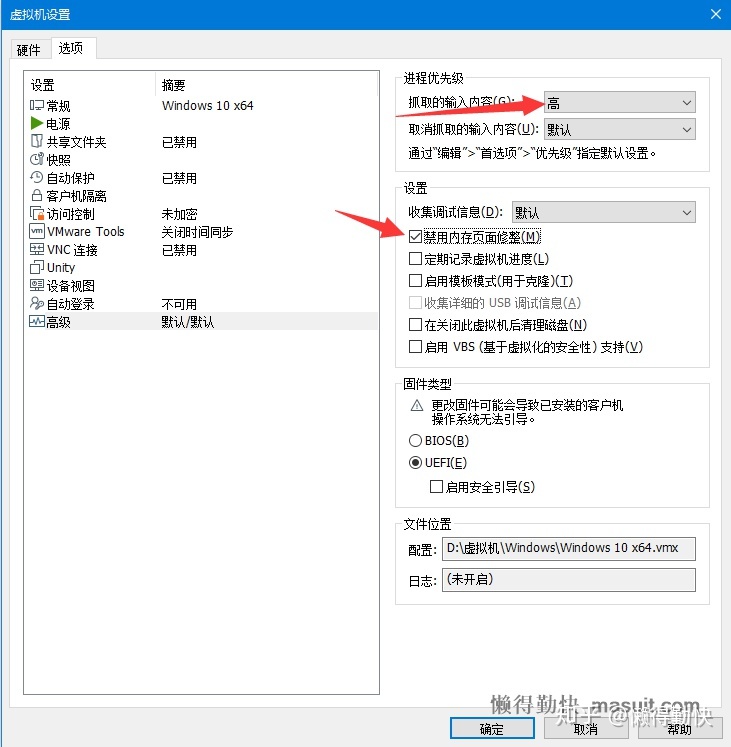 虚拟机设置
硬件 选项
设置 摘要
常规 Windows 10 x64
电源
共享文件夹 已禁用
快照
自动保护 已禁用
客户机隔离
访问控制 未加密
vm VMware Tools 关闭时间同步
VNC 连接 已禁用
Unity
设备视图
自动登录 不可用
高级 默认/默认
进程优先级
抓取的输入内容(G): 高
取消抓取的输入内容(U): 默认
通过"编辑">"首选项">"优先级"指定默认设置。
设置
收集调试信息(D): 默认
禁用内存页面修整(M)
定期记录虚拟机进度(L)
启用模板模式(用于克隆)(T)
收集详细的 USB 调试信息(A)
在关闭此虚拟机后清理磁盘(N)
启用 VBS (基于虚拟化的安全性) 支持(V)
固件类型
更改固件可能会导致已安装的客户机
操作系统无法引导。
BIOS(B)
UEFI(E)
启用安全引导(S)
文件位置
配置: D:\虚拟机\Windows\Windows 10 x64.vmx
日志: (未开启)
懒得勤快 masuit.com
知乎 @懒得勤快
确定 取消 帮助